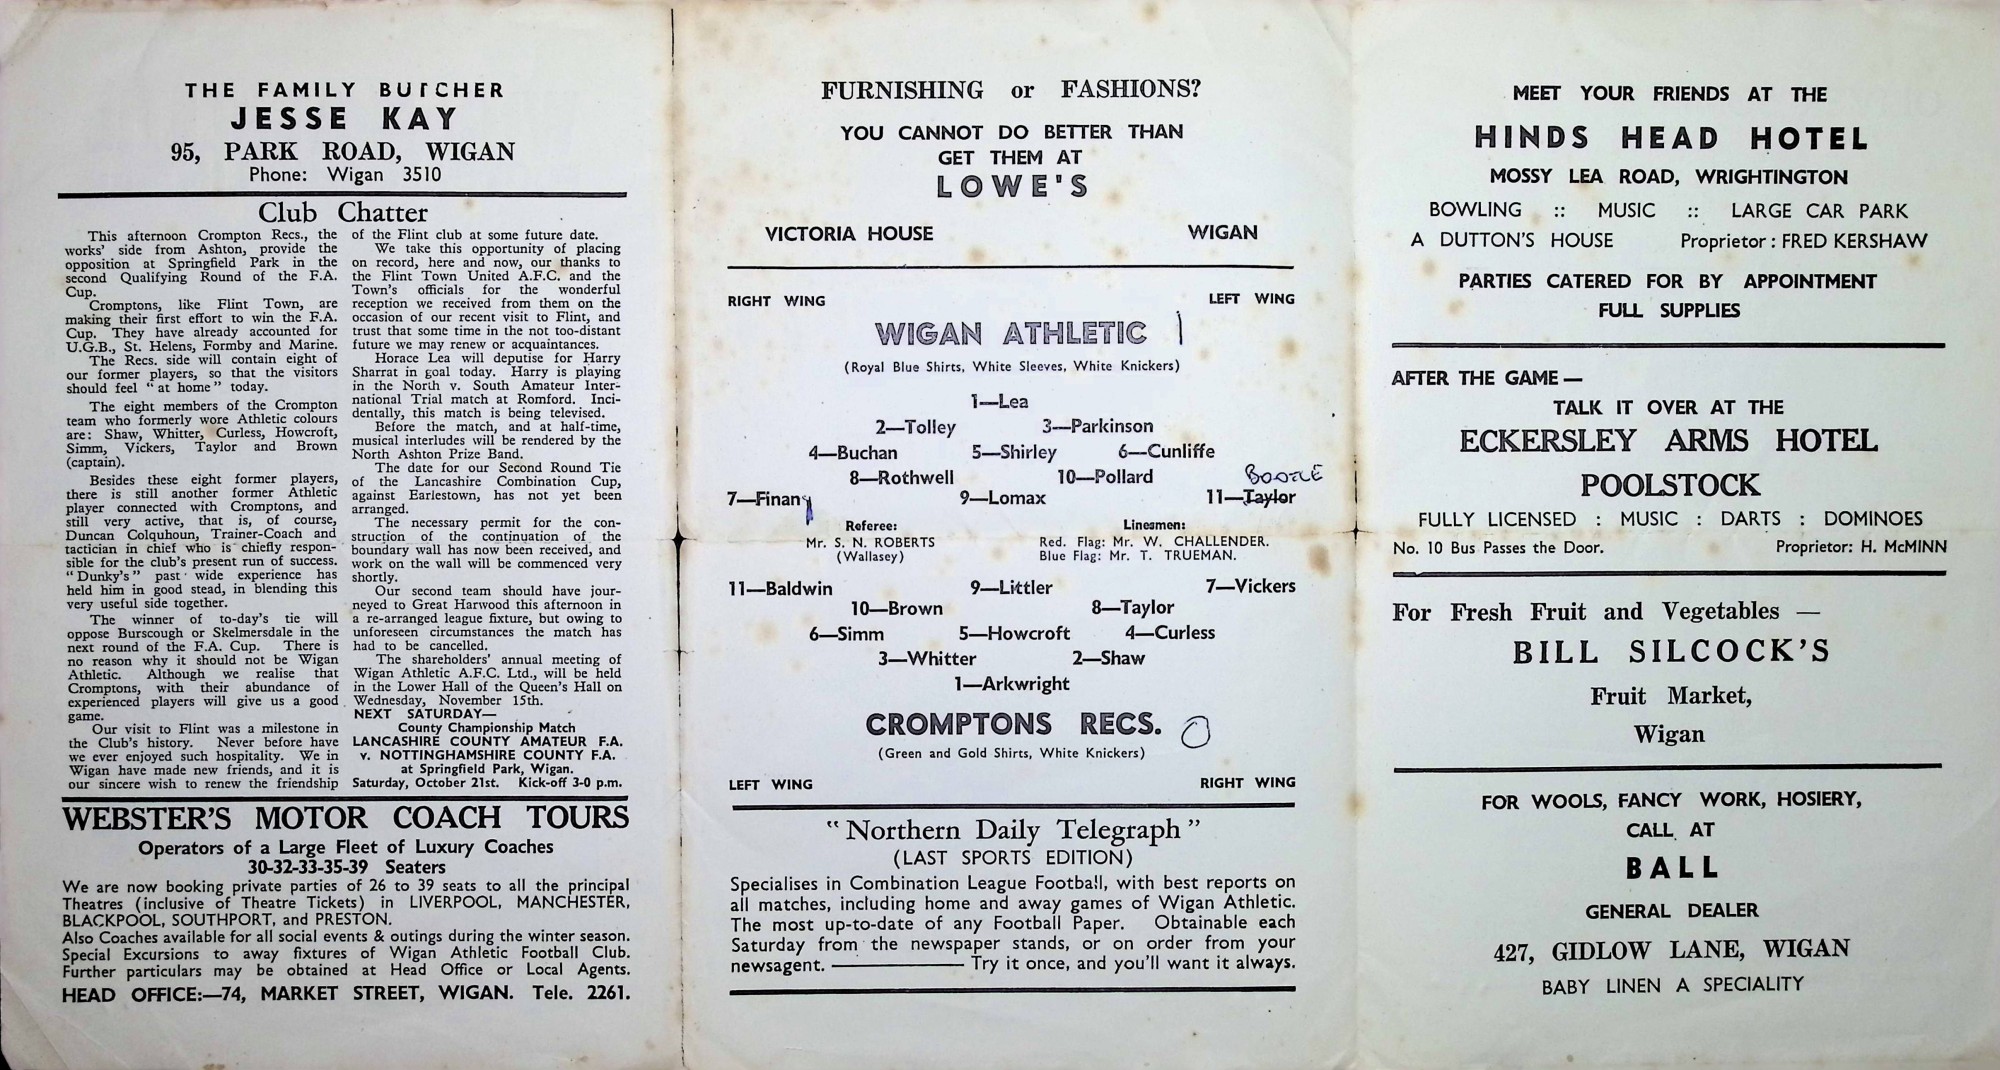 THE FAMILY BUTCHER
JESSE KAY
95, PARK ROAD, WIGAN
Phone: Wigan 3510
Club Chatter
This afternoon Crompton Recs., the
works' side from Ashton, provide the
opposition at Springfield Park in the
second Qualifying Round of the F.A.
Cup.
Cromptons, like Flint Town, are
making their first effort to win the F.A.
Cup. They have already accounted for
U.G.B., St. Helens, Formby and Marine.
The Recs. side will contain eight of
our former players, so that the visitors
should feel "at home" today.
The eight members of the Crompton
team who formerly wore Athletic colours
are: Shaw, Whitter, Curless, Howcroft,
Simm, Vickers, Taylor and Brown
(captain).
Besides these eight former players,
there is still another former Athletic
player connected with Cromptons, and
still very active, that is, of course,
Duncan Colquhoun, Trainer-Coach and
tactician in chief who is chiefly respon-
sible for the club's present run of success.
"Dunky's" past wide experience has
held him in good stead, in blending this
very useful side together.
The winner of to-day's tie will
oppose Burscough or Skelmersdale in the
next round of the F.A. Cup. There is
no reason why it should not be Wigan
Athletic. Although we realise that
Cromptons, with their abundance of
experienced players will give us a good
game.
Our visit to Flint was a milestone in
the Club's history. Never before have
we ever enjoyed such hospitality. We in
Wigan have made new friends, and it is
our sincere wish to renew the friendship
of the Flint club at some future date.
We take this opportunity of placing
on record, here and now, our thanks to
the Flint Town United A.F.C. and the
Town's officials for the wonderful
reception we received from them on the
occasion of our recent visit to Flint, and
trust that some time in the not too-distant
future we may renew or acquaintances.
Horace Lea will deputise for Harry
Sharrat in goal today. Harry is playing
in the North v. South Amateur Inter-
national Trial match at Romford. Inci-
dentally, this match is being televised.
Before the match, and at half-time,
musical interludes will be rendered by the
North Ashton Prize Band.
The date for our Second Round Tie
of the Lancashire Combination Cup,
against Earlestown, has not yet been
arranged.
The necessary permit for the con-
struction of the continuation of the
boundary wall has now been received, and
work on the wall will be commenced very
shortly.
Our second team should have jour-
neyed to Great Harwood this afternoon in
a re-arranged league fixture, but owing to
unforeseen circumstances the match has
had to be cancelled.
The shareholders' annual meeting of
Wigan Athletic A.F.C. Ltd., will be held
in the Lower Hall of the Queen's Hall on
Wednesday, November 15th.
NEXT SATURDAY—
County Championship Match
LANCASHIRE COUNTY AMATEUR F.A.
v. NOTTINGHAMSHIRE COUNTY F.A.
at Springfield Park, Wigan.
Saturday, October 21st. Kick-off 3-0 p.m.
WEBSTER'S MOTOR COACH TOURS
Operators of a Large Fleet of Luxury Coaches
30-32-33-35-39 Seaters
We are now booking private parties of 26 to 39 seats to all the principal
Theatres (inclusive of Theatre Tickets) in LIVERPOOL, MANCHESTER,
BLACKPOOL, SOUTHPORT, and PRESTON.
Also Coaches available for all social events & outings during the winter season.
Special Excursions to away fixtures of Wigan Athletic Football Club.
Further particulars may be obtained at Head Office or Local Agents.
HEAD OFFICE:—74, MARKET STREET, WIGAN. Tele. 2261.
FURNISHING or FASHIONS?
YOU CANNOT DO BETTER THAN
GET THEM AT
LOWE'S
VICTORIA HOUSE WIGAN
RIGHT WING LEFT WING
WIGAN ATHLETIC 1
(Royal Blue Shirts, White Sleeves, White Knickers)
1—Lea
2—Tolley 3—Parkinson
4—Buchan 5—Shirley 6—Cunliffe
8—Rothwell 10—Pollard BOOTLE
7—Finany 9—Lomax 11—Taylor
Referee: Linesmen:
Mr. S. N. ROBERTS Red. Flag: Mr. W. CHALLENDER.
(Wallasey) Blue Flag: Mr. T. TRUEMAN.
11—Baldwin 9—Littler 7—Vickers
10—Brown 8—Taylor
6—Simm 5—Howcroft 4—Curless
3—Whitter 2—Shaw
1—Arkwright
CROMPTONS RECS. 0
(Green and Gold Shirts, White Knickers)
LEFT WING RIGHT WING
"Northern Daily Telegraph"
(LAST SPORTS EDITION)
Specialises in Combination League Football, with best reports on
all matches, including home and away games of Wigan Athletic.
The most up-to-date of any Football Paper. Obtainable each
Saturday from the newspaper stands, or on order from your
newsagent. ——— Try it once, and you'll want it always.
MEET YOUR FRIENDS AT THE
HINDS HEAD HOTEL
MOSSY LEA ROAD, WRIGHTINGTON
BOWLING :: MUSIC :: LARGE CAR PARK
A DUTTON'S HOUSE Proprietor: FRED KERSHAW
PARTIES CATERED FOR BY APPOINTMENT
FULL SUPPLIES
AFTER THE GAME—
TALK IT OVER AT THE
ECKERSLEY ARMS HOTEL
POOLSTOCK
FULLY LICENSED : MUSIC : DARTS : DOMINOES
No. 10 Bus Passes the Door. Proprietor: H. McMINN
For Fresh Fruit and Vegetables —
BILL SILCOCK'S
Fruit Market,
Wigan
FOR WOOLS, FANCY WORK, HOSIERY,
CALL AT
BALL
GENERAL DEALER
427, GIDLOW LANE, WIGAN
BABY LINEN A SPECIALITY